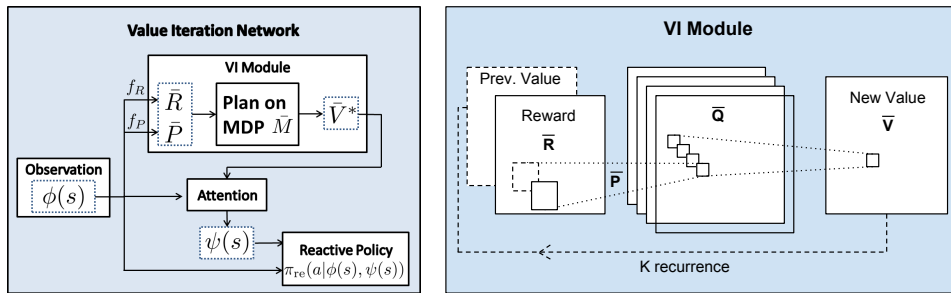 Value Iteration Network
VI Module
f_R
R̄
f_P
P̄
Plan on
MDP M̄
V̄*
Observation
ϕ(s)
Attention
ψ(s)
Reactive Policy
π_re(a|ϕ(s), ψ(s))
VI Module
Prev. Value
Reward
R̄
P̄
Q̄
New Value
V̄
K recurrence